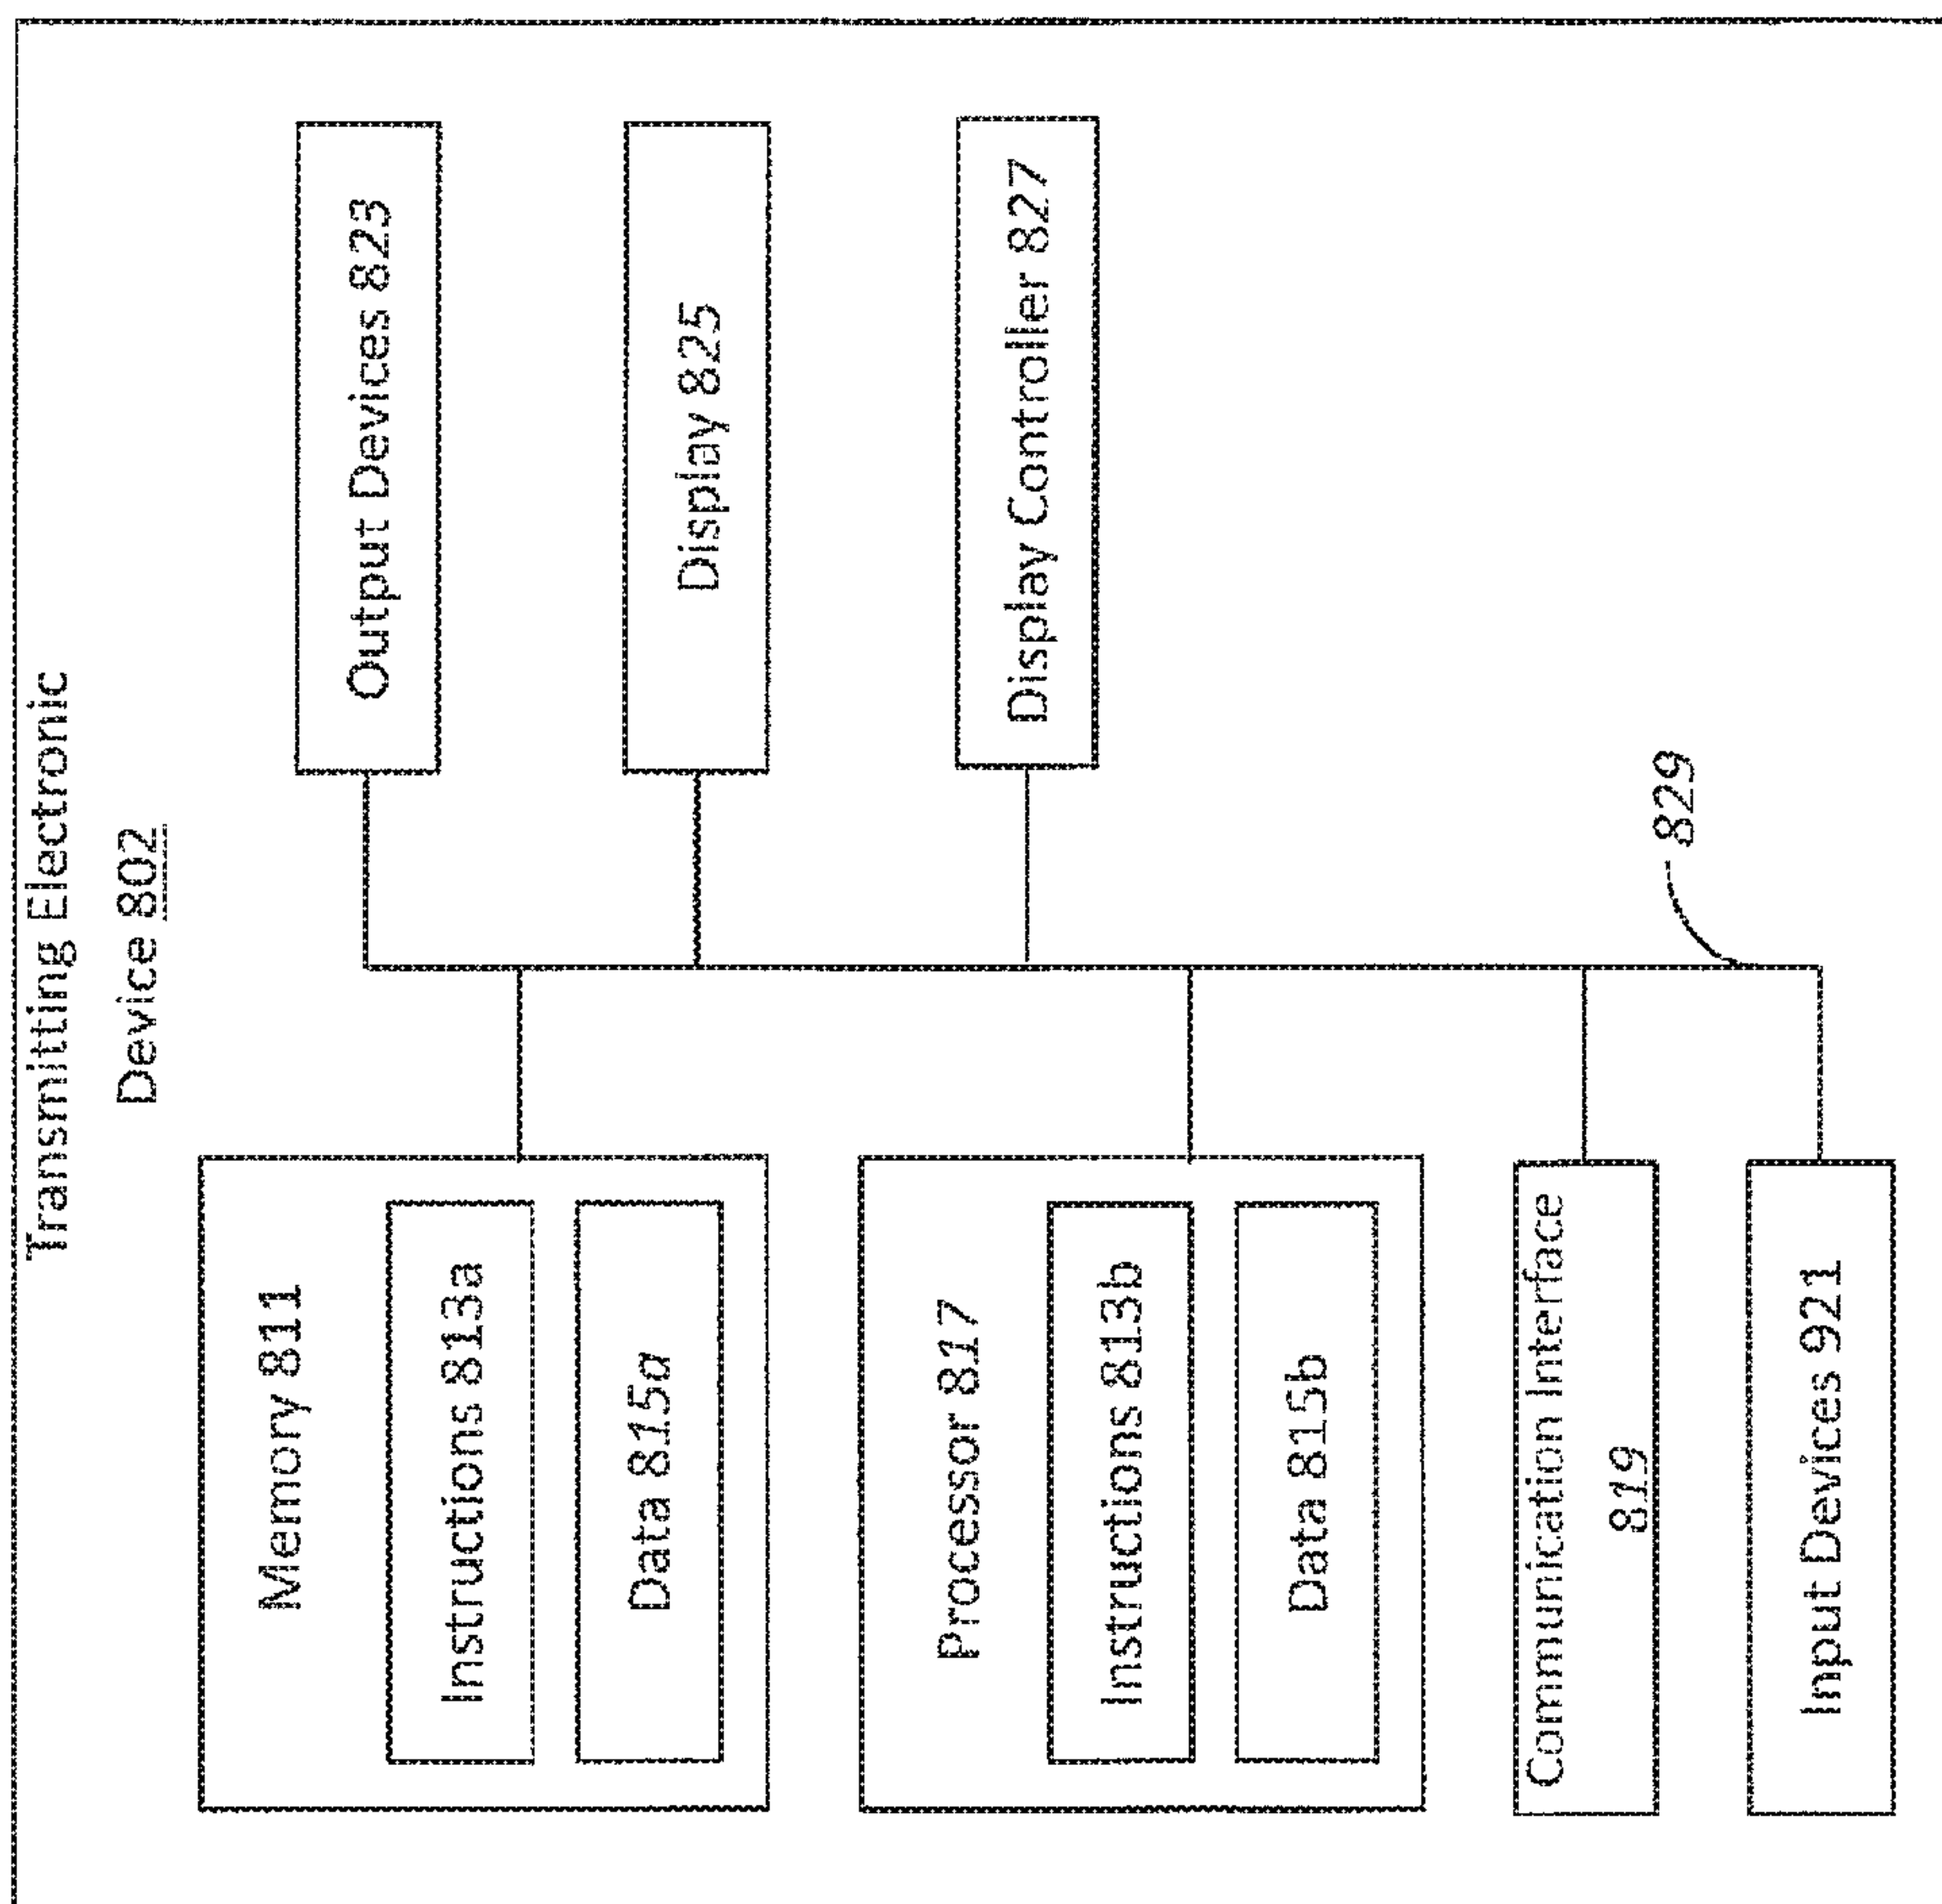 Transmitting Electronic
Device 802
Memory 811
Instructions 813a
Data 815a
Processor 817
Instructions 813b
Data 815b
Communication Interface
819
Input Devices 921
Output Devices 823
Display 825
Display Controller 827
829